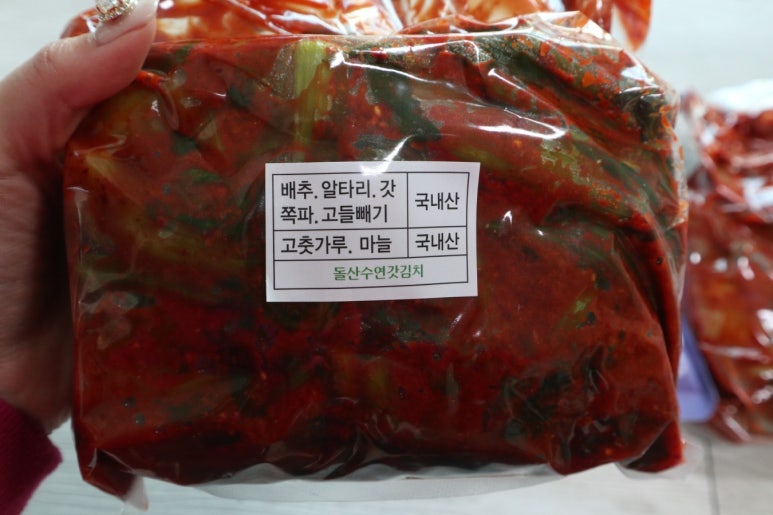 배추. 알타리. 갓
쪽파. 고들빼기
국내산
고춧가루. 마늘
국내산
돌산수연갓김치